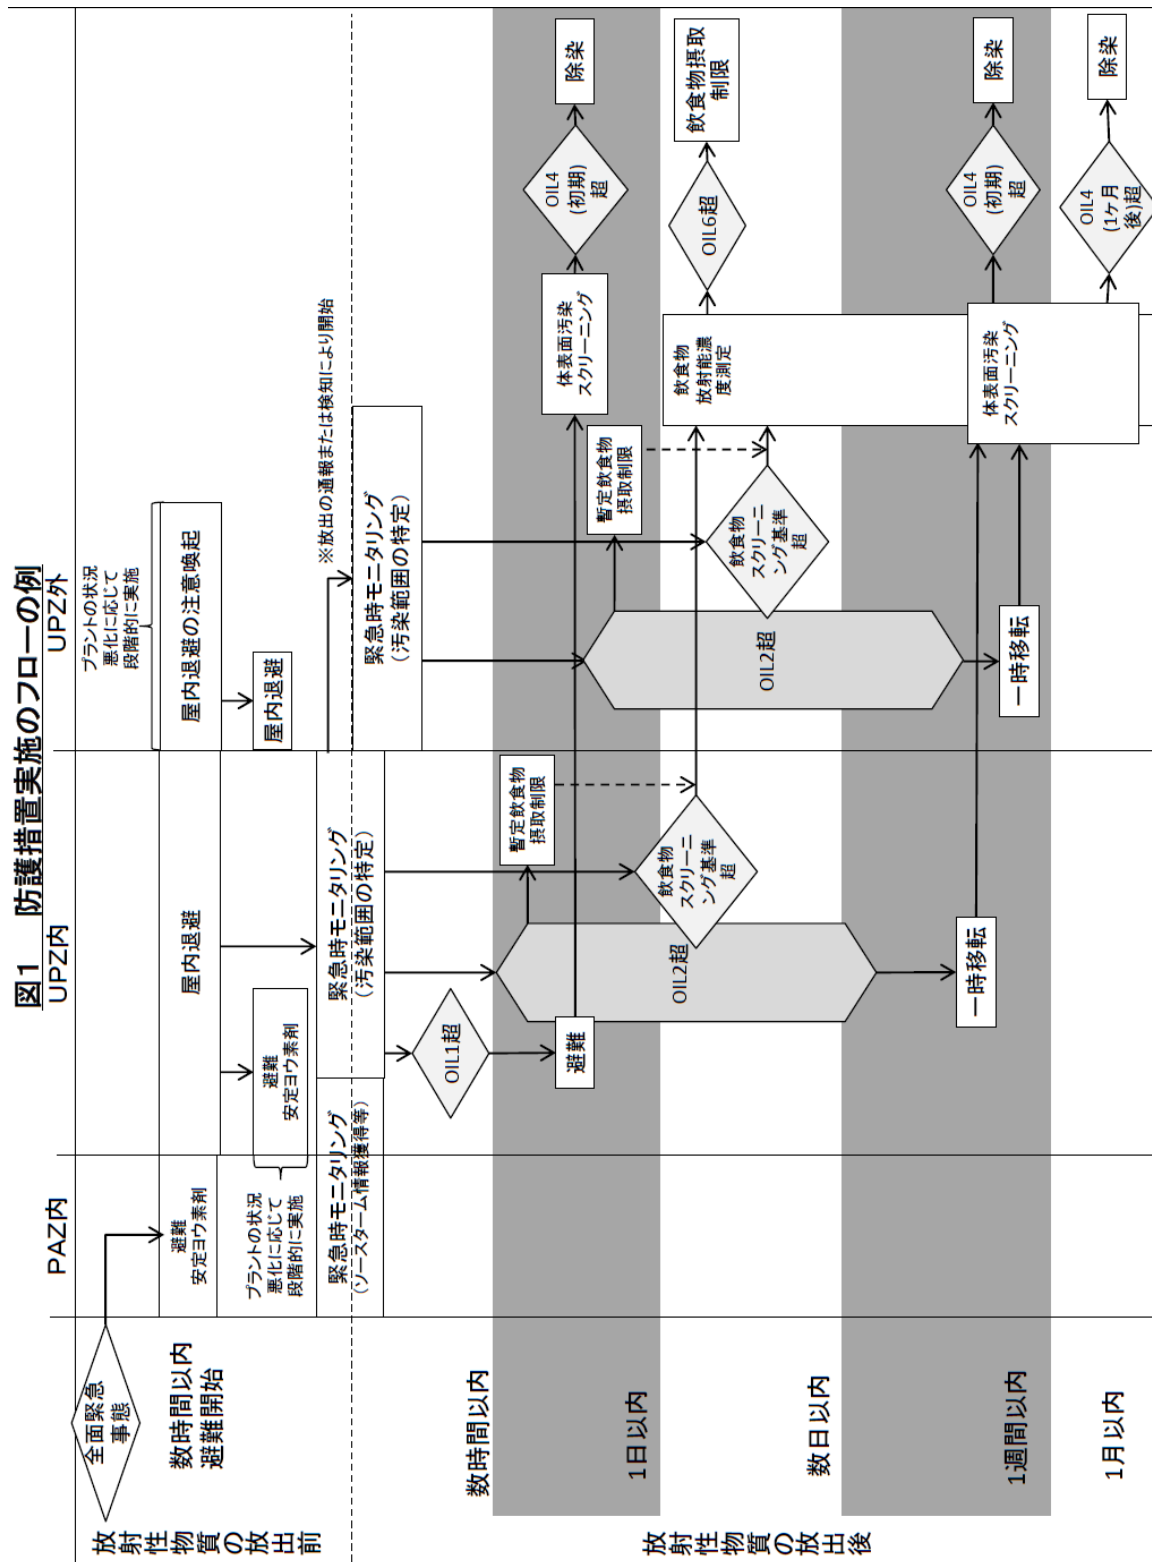 図1　防護措置実施のフローの例
PAZ内
UPZ内
UPZ外
放射性物質の放出前
全面緊急
事態
数時間以内
避難開始
避難
安定ヨウ素剤
屋内退避
プラントの状況
悪化に応じて
段階的に実施
屋内退避の注意喚起
プラントの状況
悪化に応じて
段階的に実施
避難
安定ヨウ素剤
屋内退避
緊急時モニタリング
（ソースターム情報獲得等）
緊急時モニタリング
（汚染範囲の特定）
※放出の通報または検知により開始
緊急時モニタリング
（汚染範囲の特定）
放射性物質の放出後
数時間以内
OIL1超
1日以内
避難
OIL2超
暫定飲食物
摂取制限
体表面汚染
スクリーニング
OIL4
(初期)
超
除染
OIL2超
暫定飲食物
摂取制限
数日以内
飲食物
スクリーニ
ング基準
超
飲食物
スクリーニ
ング基準
超
飲食物
放射能濃
度測定
OIL6超
飲食物摂取
制限
1週間以内
一時移転
一時移転
体表面汚染
スクリーニング
OIL4
(初期)
超
除染
1月以内
OIL4
(1ヶ月
後)超
除染